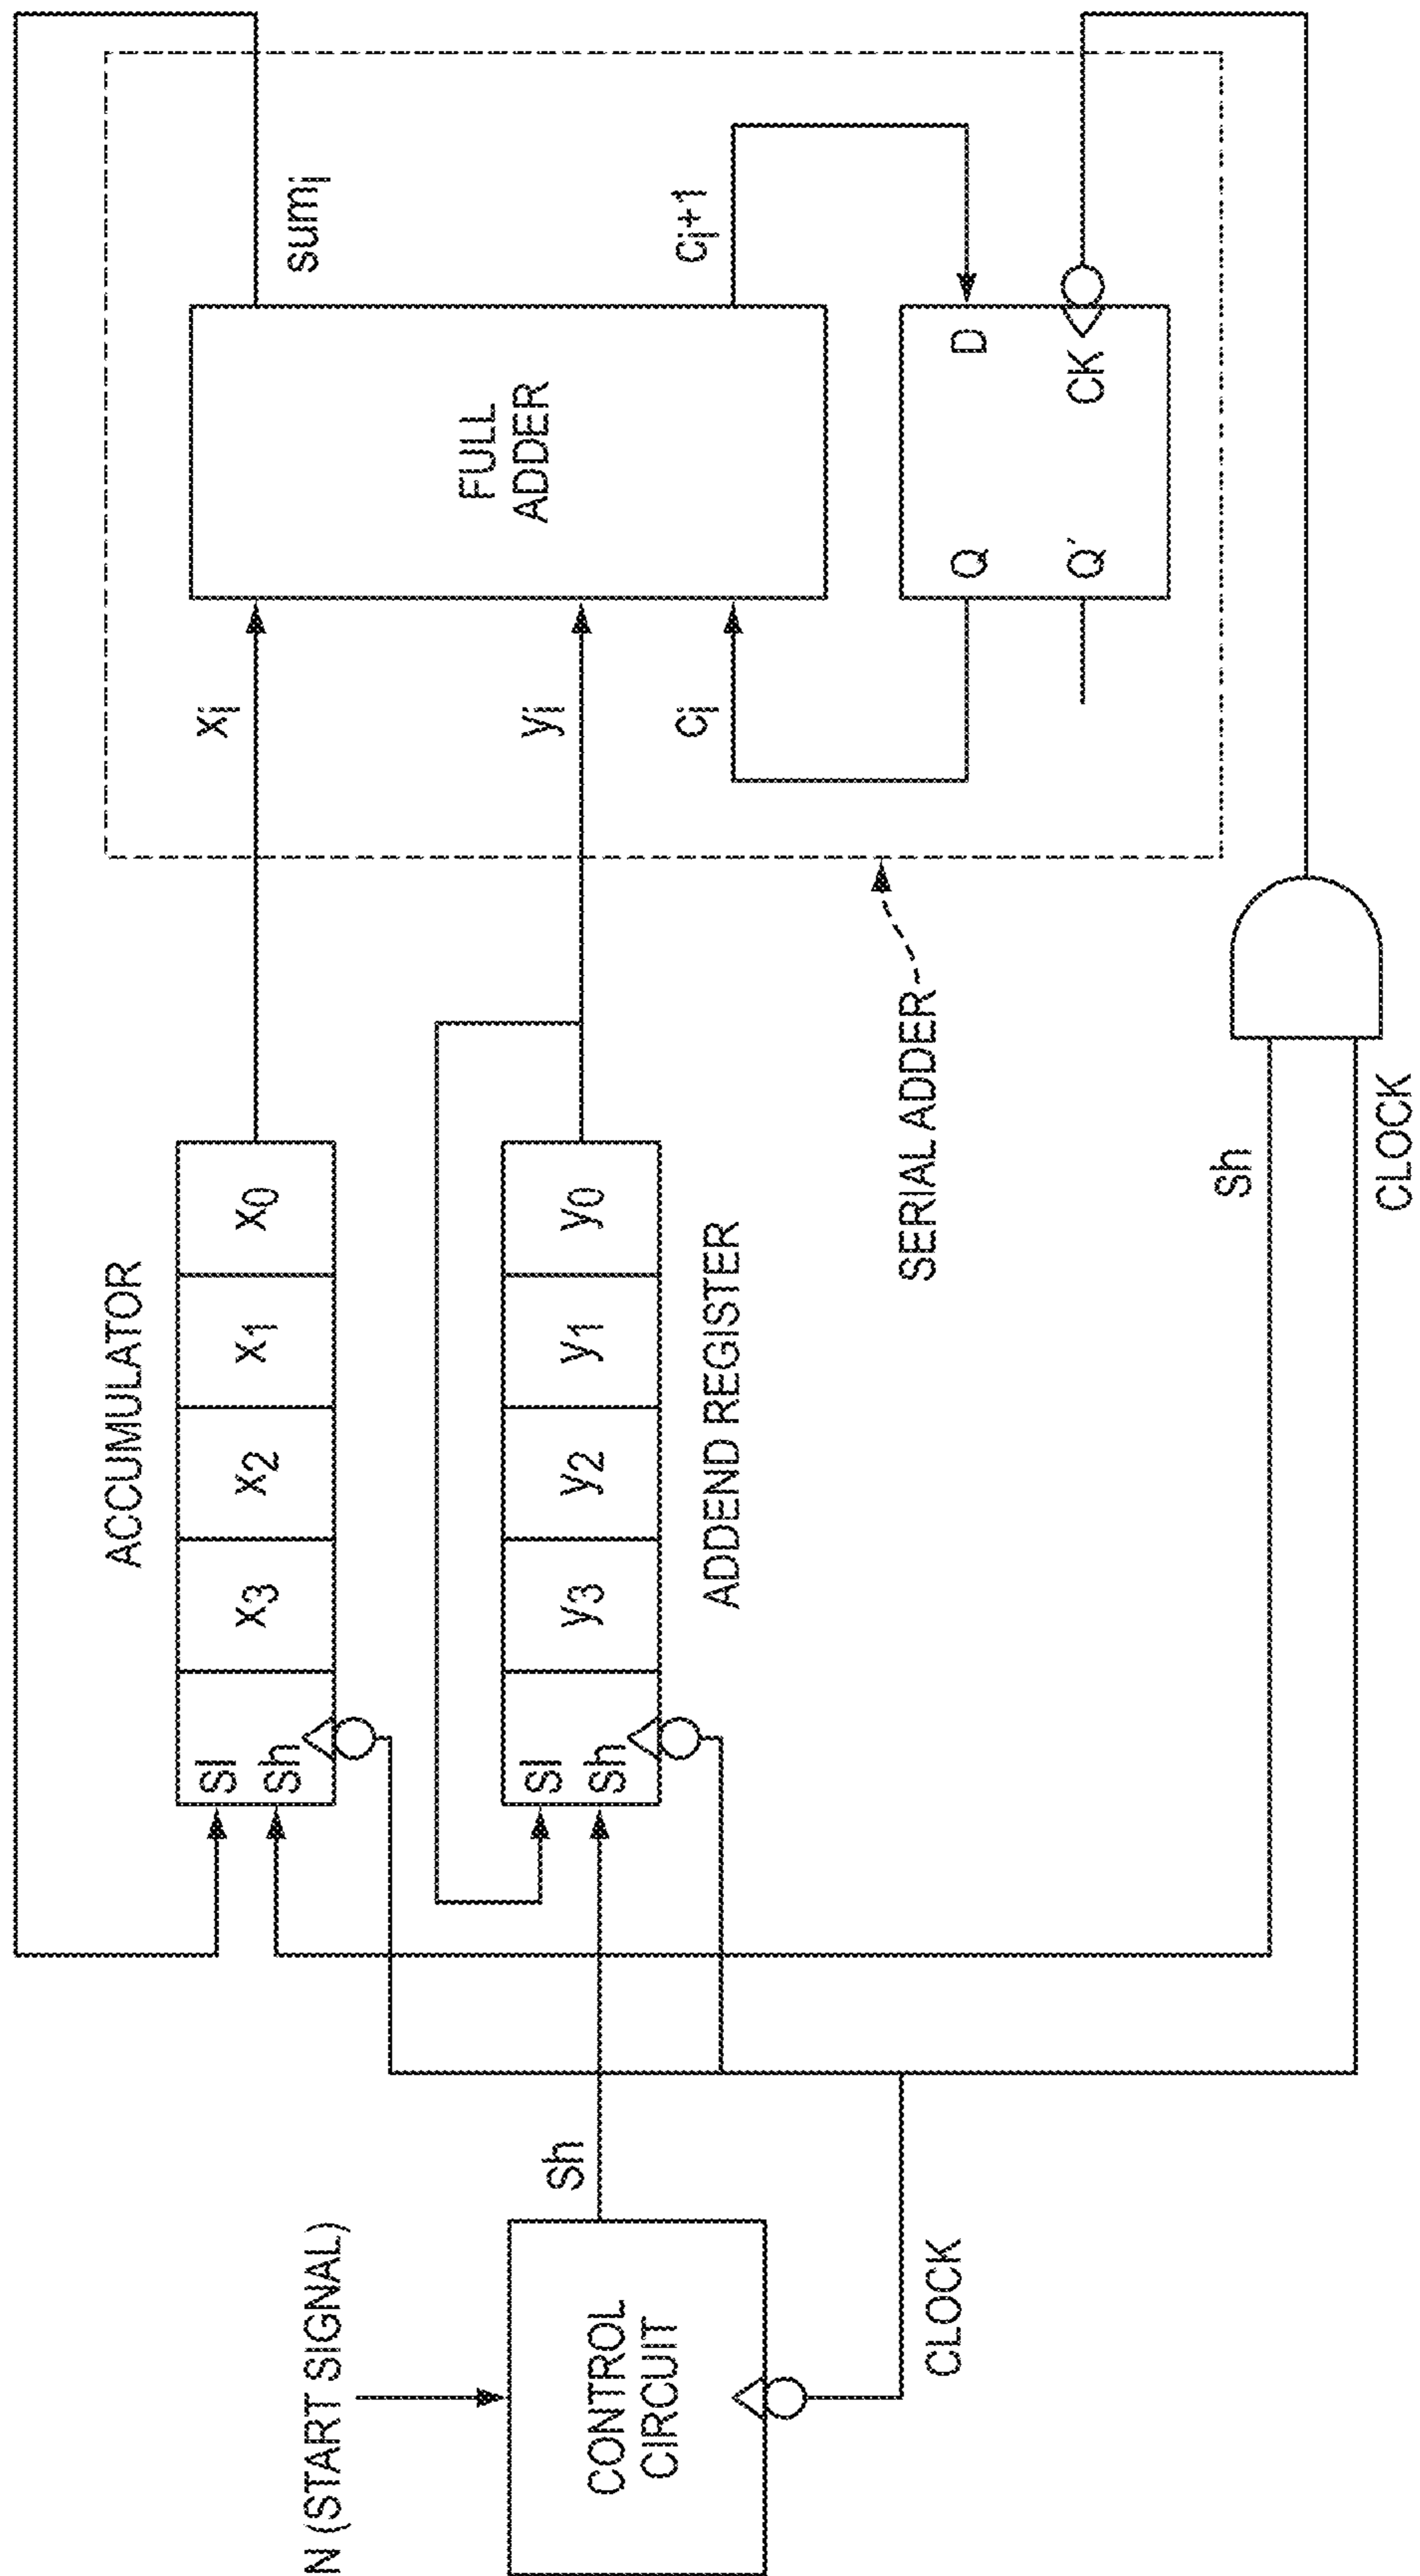 N (START SIGNAL)
CONTROL
CIRCUIT
Sh
CLOCK
ACCUMULATOR
SI
Sh
x3
x2
x1
x0
SI
Sh
y3
y2
y1
y0
ADDEND REGISTER
xi
yi
ci
FULL
ADDER
sumi
ci+1
Q
Q′
D
CK
SERIAL ADDER
Sh
CLOCK